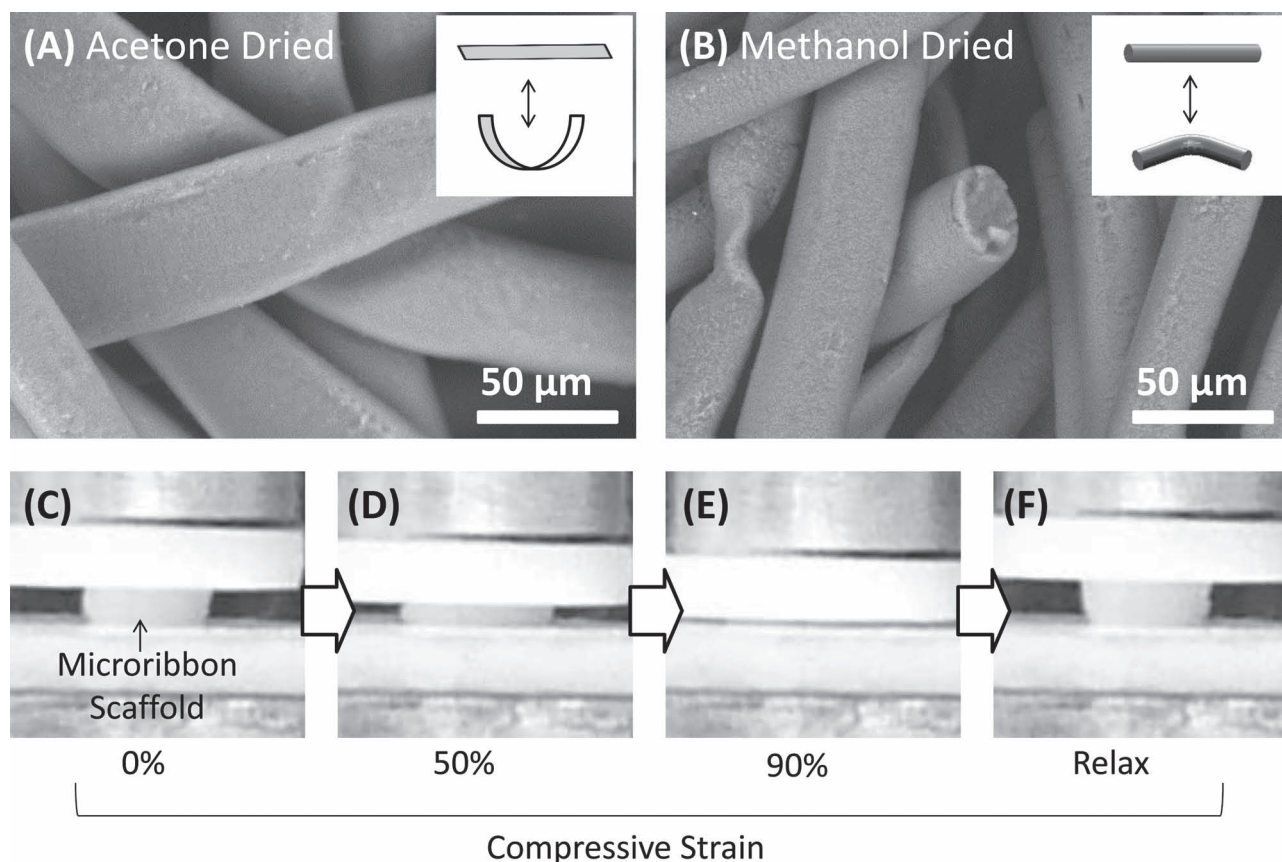 (A) Acetone Dried
50 µm
(B) Methanol Dried
50 µm
(C)
Microribbon
Scaffold
(D)
(E)
(F)
0%
50%
90%
Relax
Compressive Strain